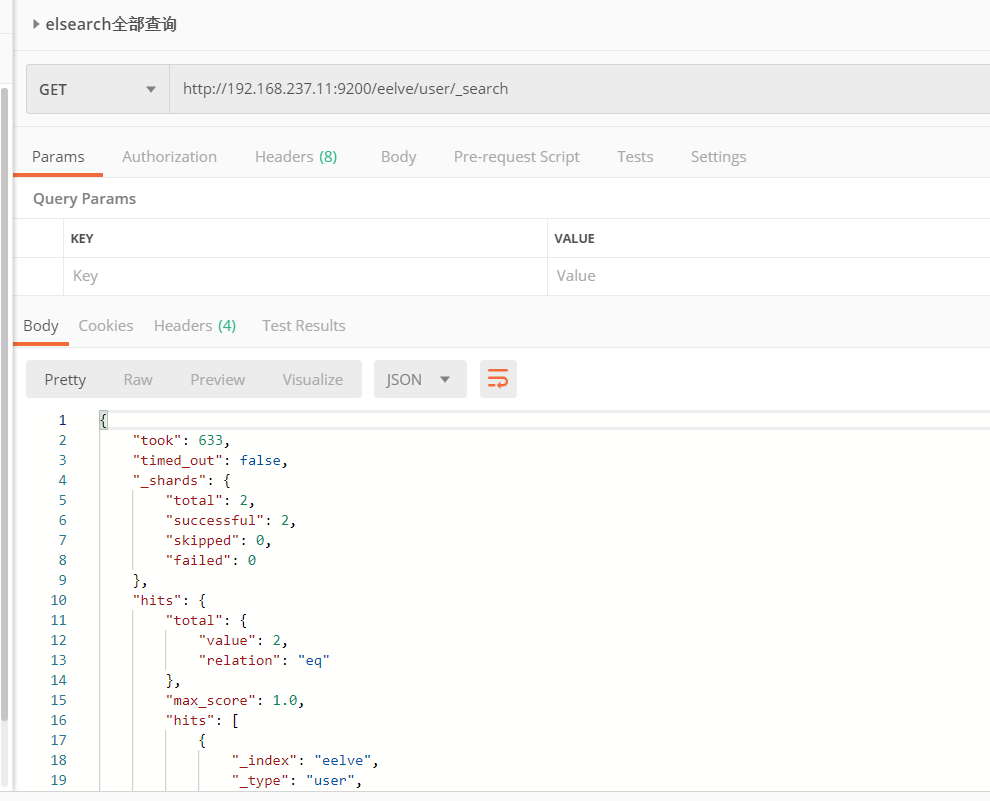 elsearch全部查询
GET http://192.168.237.11:9200/eelve/user/_search
Params Authorization Headers (8) Body Pre-request Script Tests Settings
Query Params
KEY VALUE
Key Value
Body Cookies Headers (4) Test Results
Pretty Raw Preview Visualize JSON
1 {
2 "took": 633,
3 "timed_out": false,
4 "_shards": {
5 "total": 2,
6 "successful": 2,
7 "skipped": 0,
8 "failed": 0
9 },
10 "hits": {
11 "total": {
12 "value": 2,
13 "relation": "eq"
14 },
15 "max_score": 1.0,
16 "hits": [
17 {
18 "_index": "eelve",
19 "_type": "user",